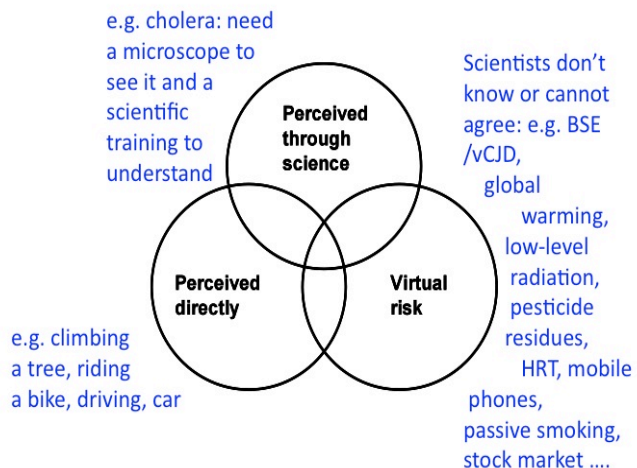 e.g. cholera: need
a microscope to
see it and a
scientific
training to
understand
Perceived
through
science
Scientists don’t
know or cannot
agree: e.g. BSE
/vCJD,
global
warming,
low-level
radiation,
pesticide
residues,
HRT, mobile
phones,
passive smoking,
stock market ....
Perceived
directly
Virtual
risk
e.g. climbing
a tree, riding
a bike, driving, car